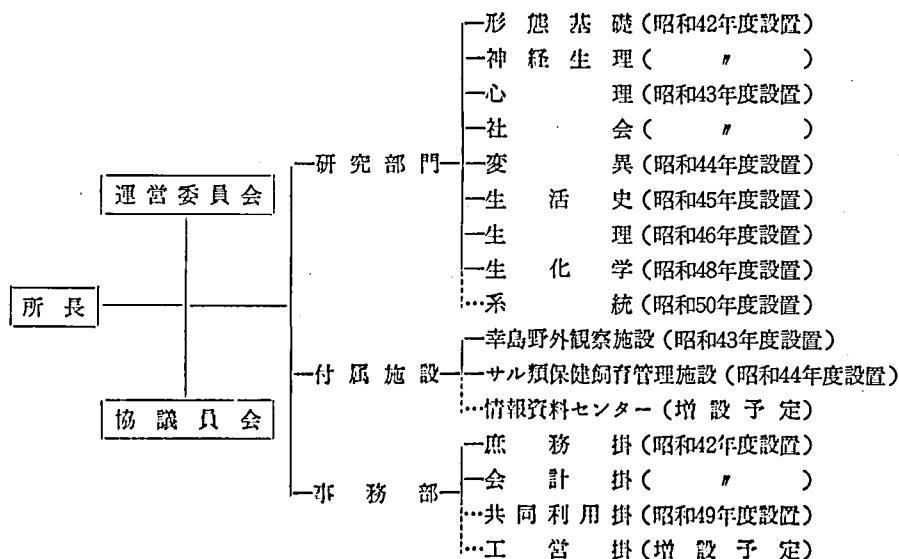 形態基礎(昭和42年度設置)
神経生理( 〃 )
心理(昭和43年度設置)
社会( 〃 )
研究部門
変異(昭和44年度設置)
運営委員会
生活史(昭和45年度設置)
生理(昭和46年度設置)
生化学(昭和48年度設置)
所長
…系統(昭和50年度設置)
幸島野外観察施設(昭和43年度設置)
付属施設
サル類保健飼育管理施設(昭和44年度設置)
協議員会
…情報資料センター(増設予定)
庶務掛(昭和42年度設置)
事務部
会計掛( 〃 )
…共同利用掛(昭和49年度設置)
…工営掛(増設予定)